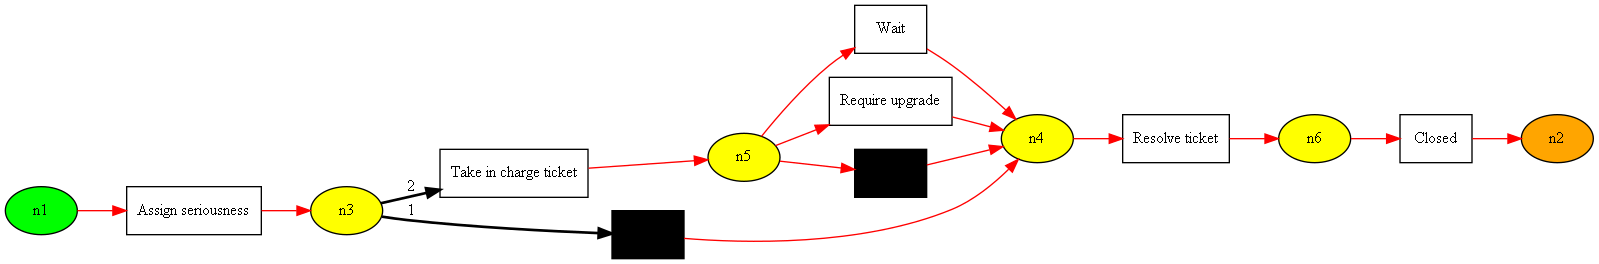 n1
Assign seriousness
n3
2
1
Take in charge ticket
n5
Wait
Require upgrade
n4
Resolve ticket
n6
Closed
n2